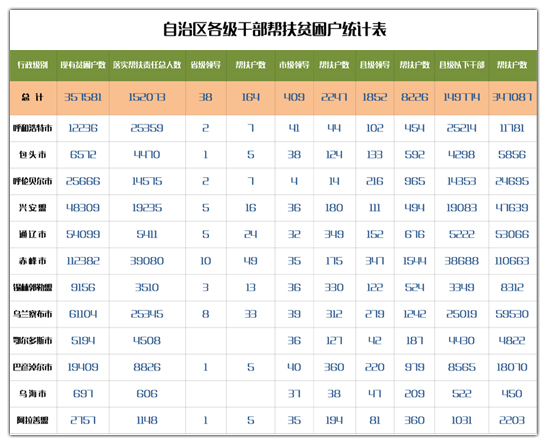 自治区各级干部帮扶贫困户统计表
行政级别 现有贫困户数 落实帮扶责任总人数 省级领导 帮扶户数 市级领导 帮扶户数 县级领导 帮扶户数 县级以下干部 帮扶户数
总 计 357581 152073 38 164 409 2247 1852 8226 149774 347087
呼和浩特市 12236 25359 2 7 41 44 102 454 25214 11781
包头市 6572 4470 1 5 38 124 133 592 4298 5856
呼伦贝尔市 25666 14575 2 7 4 14 216 965 14353 24695
兴安盟 48309 19235 5 16 36 180 111 494 19083 47639
通辽市 54099 5411 5 24 32 349 152 676 5222 53066
赤峰市 112382 39080 10 49 35 175 347 1544 38688 110663
锡林郭勒盟 9156 3510 3 13 36 330 122 524 3349 8312
乌兰察布市 61104 25345 8 33 39 312 279 1242 25019 59530
鄂尔多斯市 5194 4508 36 127 42 187 4430 4822
巴彦淖尔市 19409 8826 1 5 40 360 220 979 8565 18070
乌海市 697 606 37 38 47 209 522 450
阿拉善盟 2757 1148 1 5 35 194 81 360 1031 2203